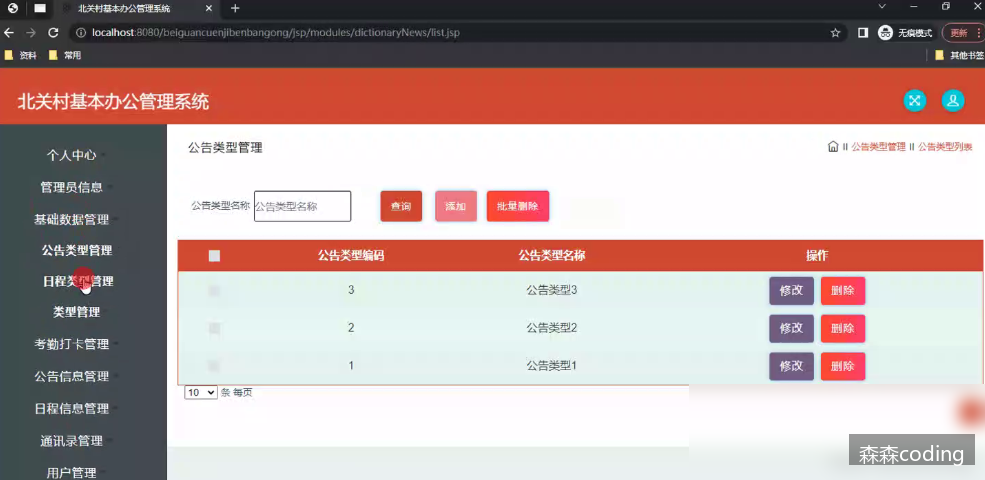 北关村基本办公管理系统
localhost:8080/beiguancuenjibenbangong/jsp/modules/dictionaryNews/list.jsp
无痕模式
更新
资料
常用
其他书签
北关村基本办公管理系统
个人中心
管理员信息
基础数据管理
公告类型管理
日程类型管理
类型管理
考勤打卡管理
公告信息管理
日程信息管理
通讯录管理
用户管理
公告类型管理
公告类型管理 公告类型列表
公告类型名称 公告类型名称 查询 添加 批量删除
公告类型编码 公告类型名称 操作
3 公告类型3 修改 删除
2 公告类型2 修改 删除
1 公告类型1 修改 删除
10 条 每页
森森coding